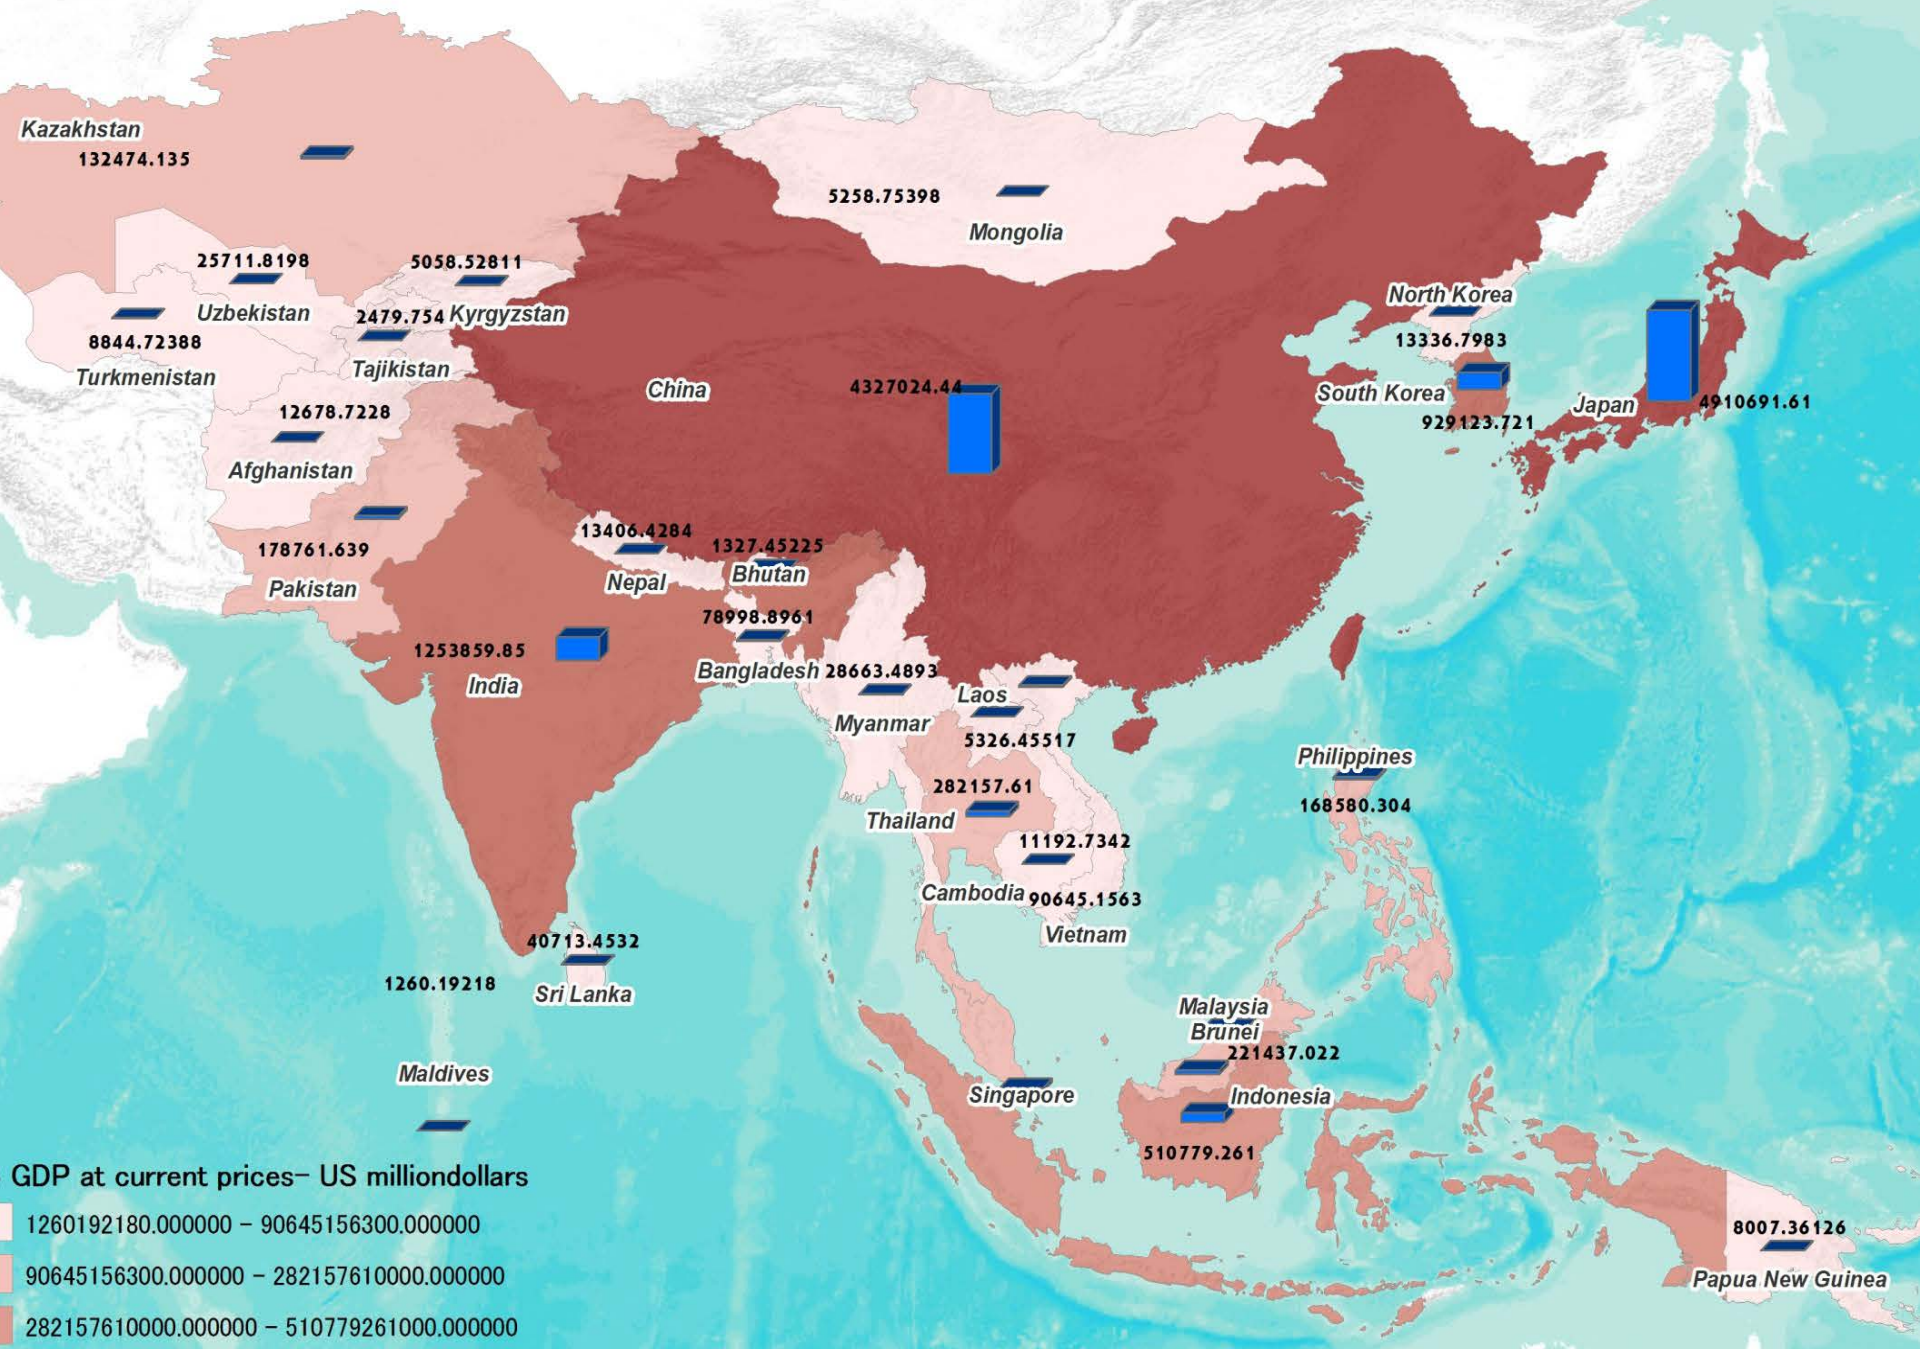 Kazakhstan
132474.135
5258.75398
Mongolia
25711.8198
Uzbekistan
5058.52811
Kyrgyzstan
2479.754
Tajikistan
8844.72388
Turkmenistan
12678.7228
Afghanistan
178761.639
Pakistan
China
4327024.44
North Korea
13336.7983
South Korea
929123.721
Japan
4910691.61
13406.4284
Nepal
1327.45225
Bhutan
78998.8961
Bangladesh
1253859.85
India
28663.4893
Myanmar
Laos
5326.45517
282157.61
Thailand
11192.7342
Cambodia
90645.1563
Vietnam
Philippines
168580.304
40713.4532
Sri Lanka
1260.19218
Maldives
Malaysia
Brunei
221437.022
Singapore
Indonesia
510779.261
8007.36126
Papua New Guinea
GDP at current prices- US milliondollars
1260192180.000000 - 90645156300.000000
90645156300.000000 - 282157610000.000000
282157610000.000000 - 510779261000.000000